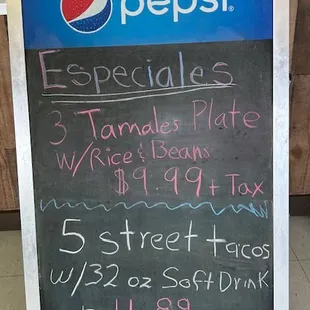 pepsi®
Especiales
3 Tamales Plate
w/Rice & Beans
$9.99 + Tax
5 street tacos
w/32 oz Soft Drink